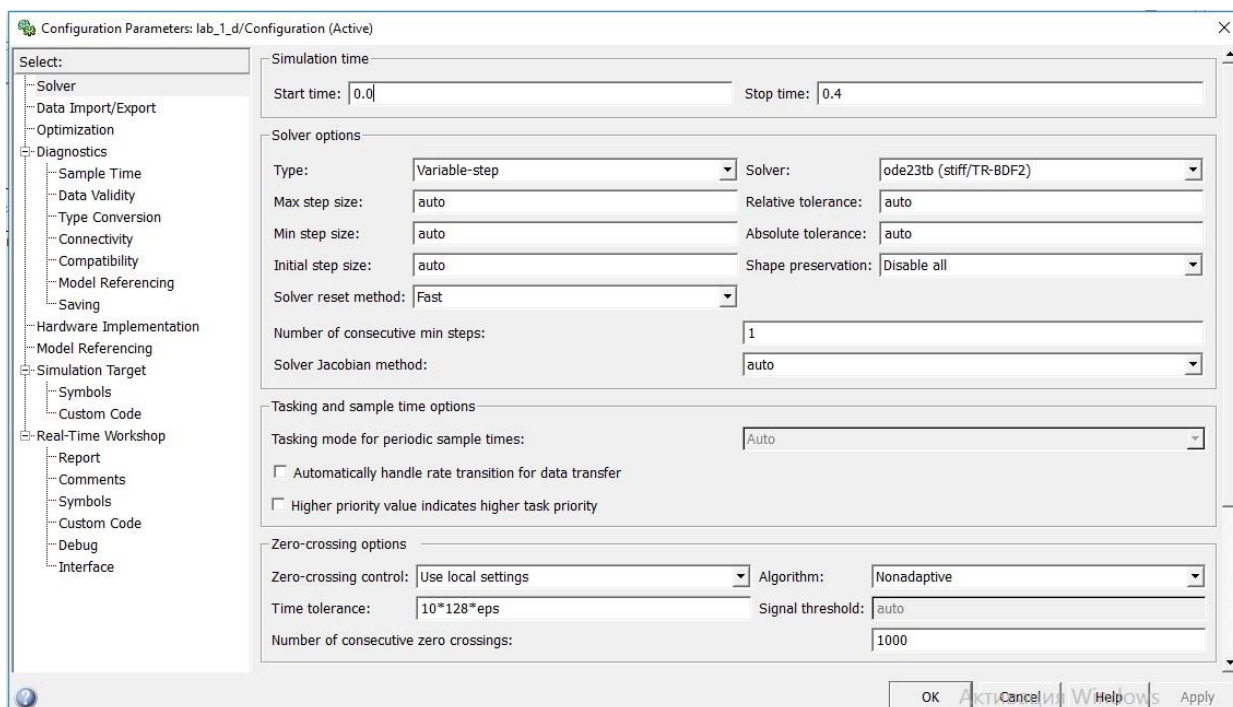 Configuration Parameters: lab_1_d/Configuration (Active)
Select:
Solver
Data Import/Export
Optimization
Diagnostics
Sample Time
Data Validity
Type Conversion
Connectivity
Compatibility
Model Referencing
Saving
Hardware Implementation
Model Referencing
Simulation Target
Symbols
Custom Code
Real-Time Workshop
Report
Comments
Symbols
Custom Code
Debug
Interface
Simulation time
Start time: 0.0 Stop time: 0.4
Solver options
Type: Variable-step Solver: ode23tb (stiff/TR-BDF2)
Max step size: auto Relative tolerance: auto
Min step size: auto Absolute tolerance: auto
Initial step size: auto Shape preservation: Disable all
Solver reset method: Fast
Number of consecutive min steps: 1
Solver Jacobian method: auto
Tasking and sample time options
Tasking mode for periodic sample times: Auto
Automatically handle rate transition for data transfer
Higher priority value indicates higher task priority
Zero-crossing options
Zero-crossing control: Use local settings Algorithm: Nonadaptive
Time tolerance: 10*128*eps Signal threshold: auto
Number of consecutive zero crossings: 1000
OK Cancel Help Apply
Активация Windows